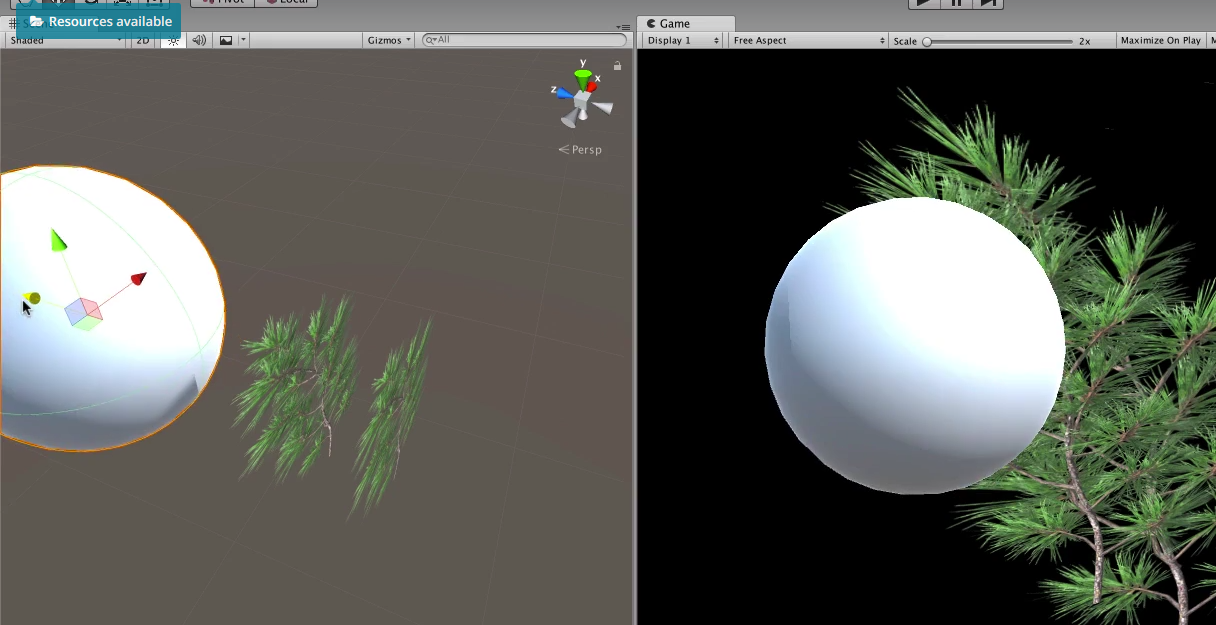 Pivot
Local
Resources available
Game
Shaded
2D
Gizmos
All
Display 1
Free Aspect
Scale
2x
Maximize On Play
y
x
z
Persp